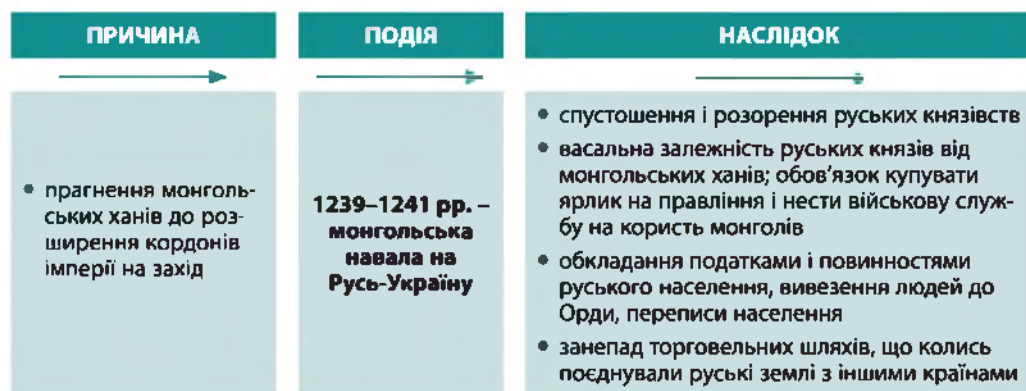 ПРИЧИНА
ПОДІЯ
НАСЛІДОК
• прагнення монголь-
ських ханів до роз-
ширення кордонів
імперії на захід
1239–1241 рр. –
монгольська
навала на
Русь-Україну
• спустошення і розорення руських князівств
• васальна залежність руських князів від
монгольських ханів; обов'язок купувати
ярлик на правління і нести військову служ-
бу на користь монголів
• обкладання податками і повинностями
руського населення, вивезення людей до
Орди, переписи населення
• занепад торговельних шляхів, що колись
поєднували руські землі з іншими країнами